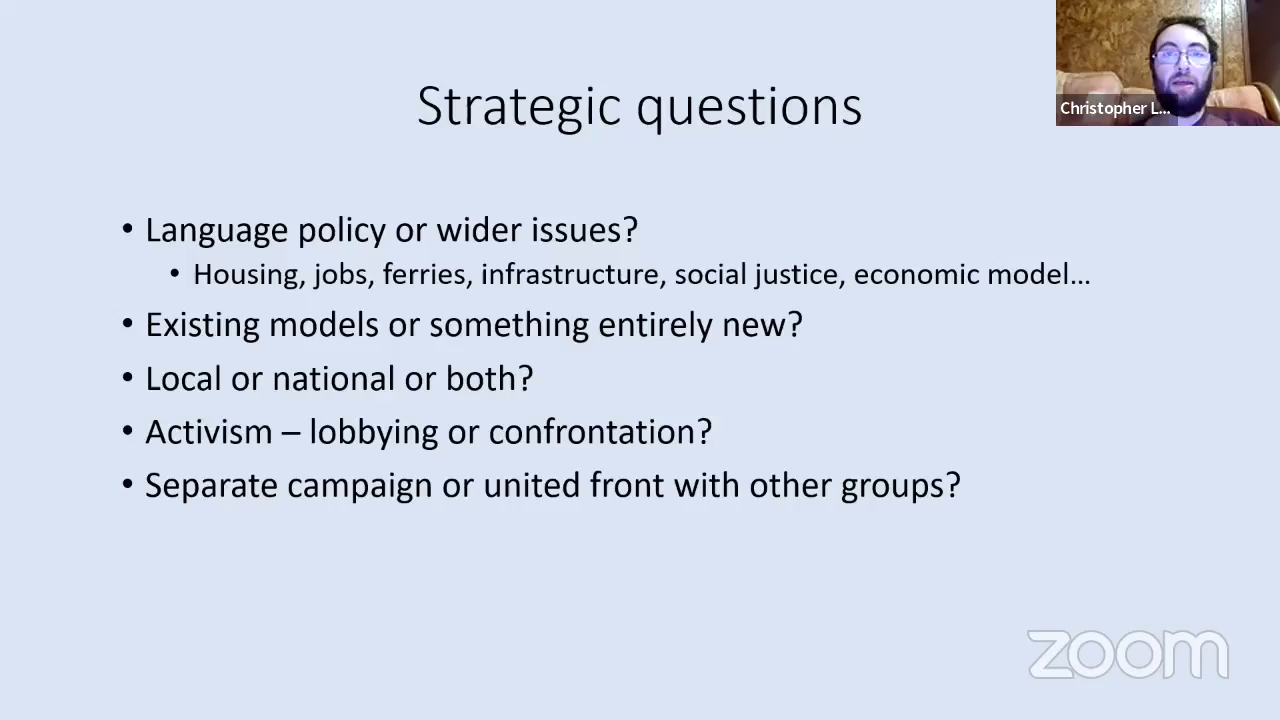 Strategic questions
Christopher L...
• Language policy or wider issues?
• Housing, jobs, ferries, infrastructure, social justice, economic model...
• Existing models or something entirely new?
• Local or national or both?
• Activism – lobbying or confrontation?
• Separate campaign or united front with other groups?
zoom